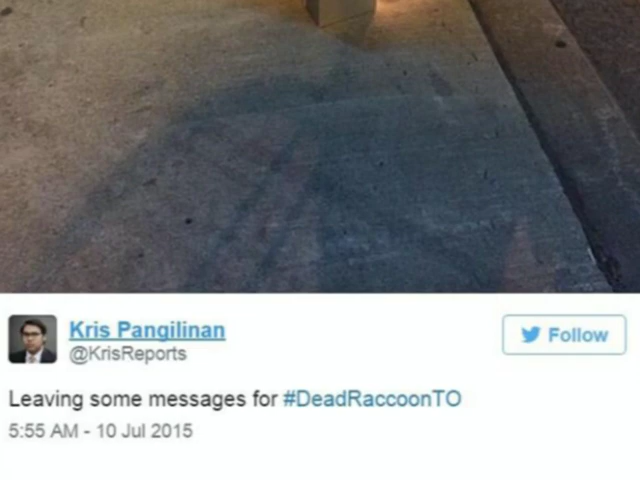 Kris Pangilinan
@KrisReports
Follow
Leaving some messages for #DeadRaccoonTO
5:55 AM - 10 Jul 2015